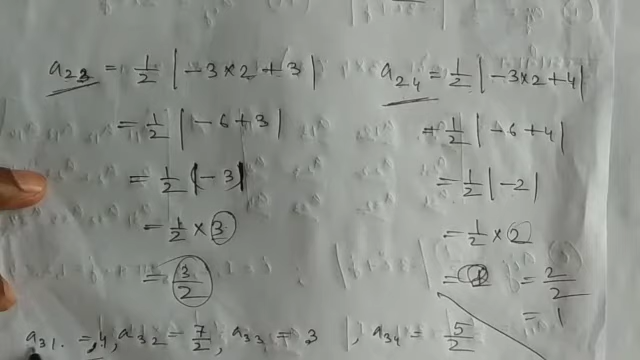 a₂₃ = 1/2 |-3×2+3|
= 1/2 |-6+3|
= 1/2 |-3|
= 1/2 × 3
= 3/2
a₂₄ = 1/2 |-3×2+4|
= 1/2 |-6+4|
= 1/2 |-2|
= 1/2 × 2
= 2/2
= 1
a₃₁. = 4, a₃₂ = 7/2, a₃₃ = 3, a₃₄ = 5/2